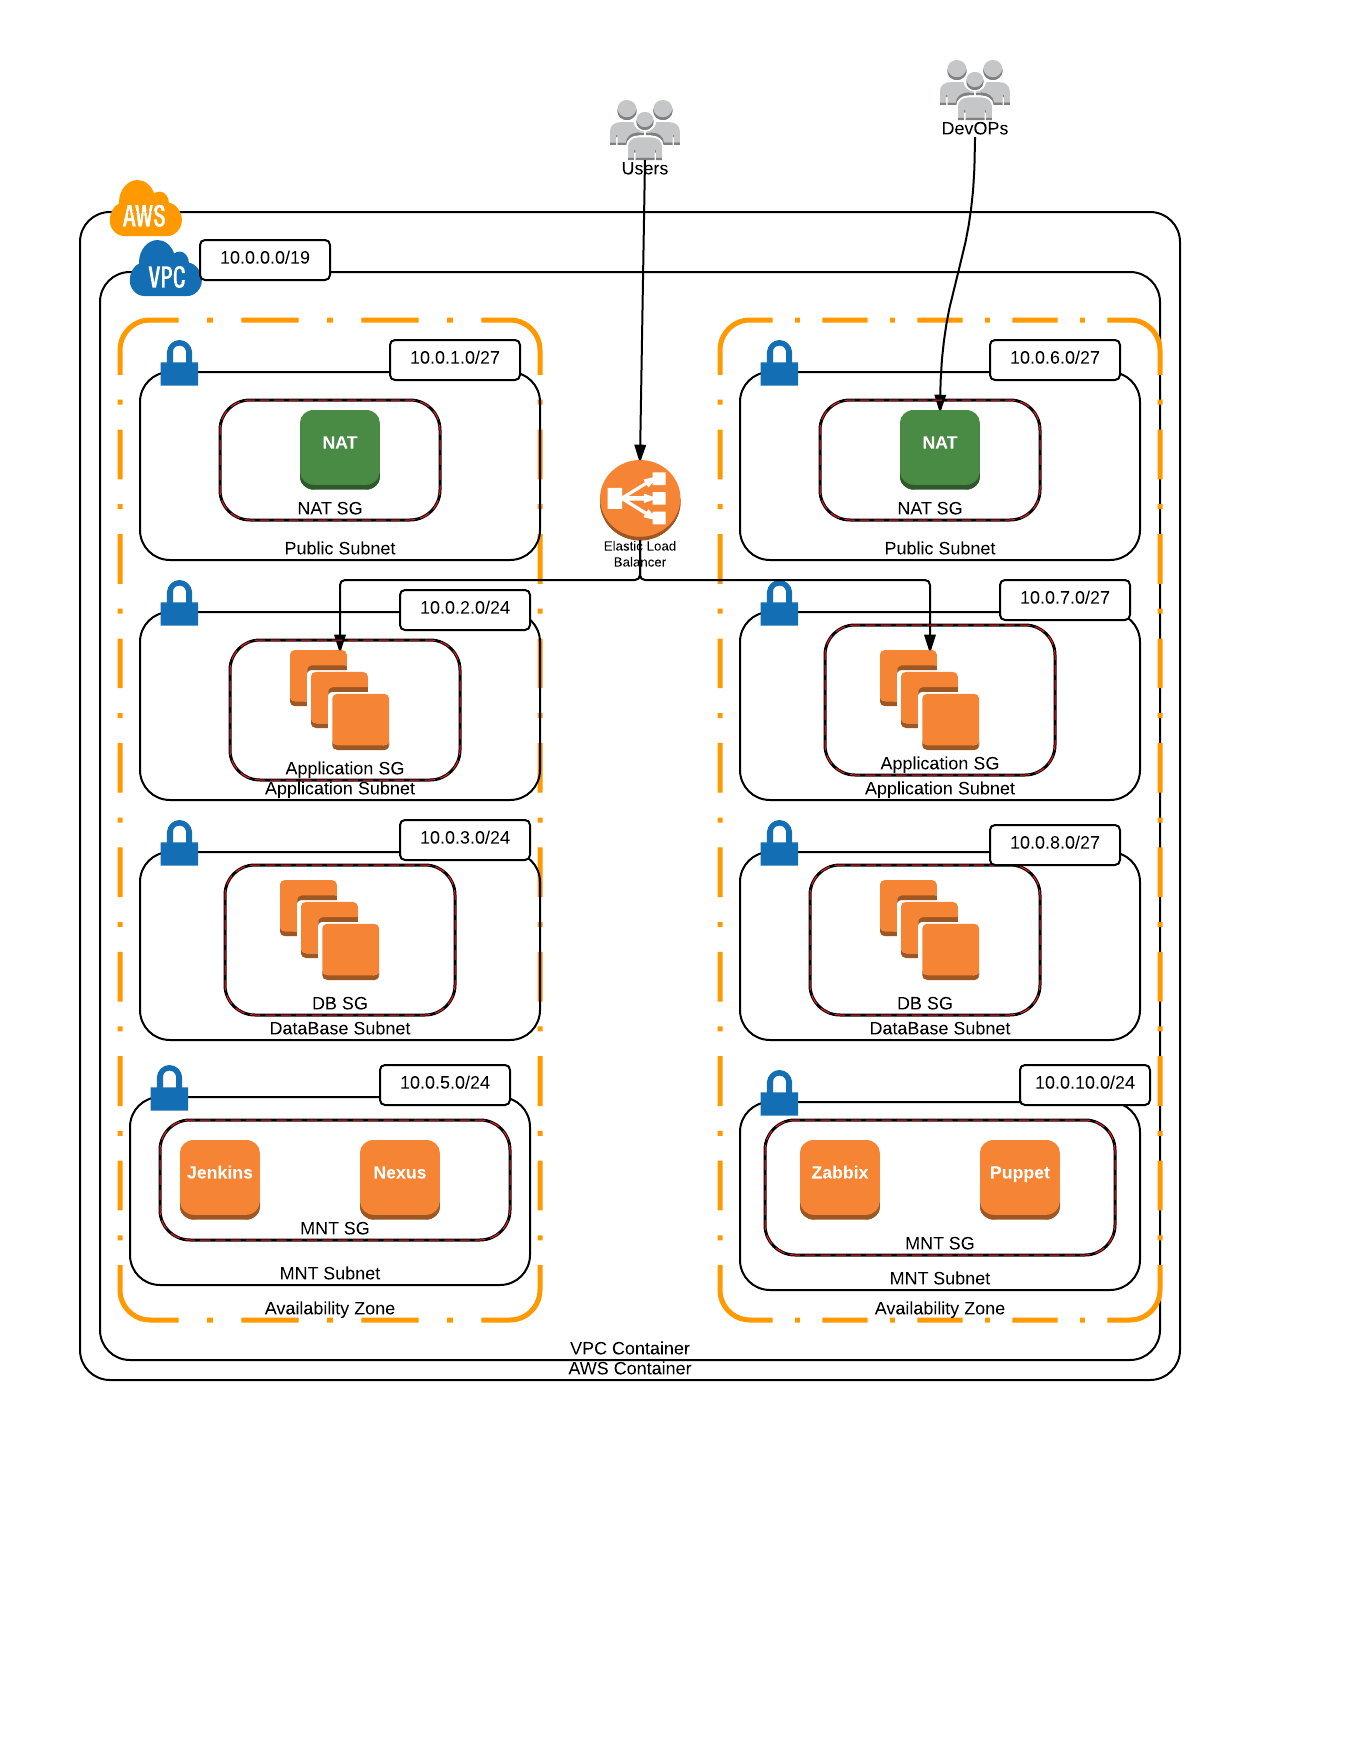 DevOPs
Users
AWS
VPC
10.0.0.0/19
10.0.1.0/27
10.0.6.0/27
NAT
NAT
NAT SG
NAT SG
Public Subnet
Public Subnet
Elastic Load
Balancer
10.0.2.0/24
10.0.7.0/27
Application SG
Application SG
Application Subnet
Application Subnet
10.0.3.0/24
10.0.8.0/27
DB SG
DB SG
DataBase Subnet
DataBase Subnet
10.0.5.0/24
10.0.10.0/24
Jenkins
Nexus
Zabbix
Puppet
MNT SG
MNT SG
MNT Subnet
MNT Subnet
Availability Zone
Availability Zone
VPC Container
AWS Container